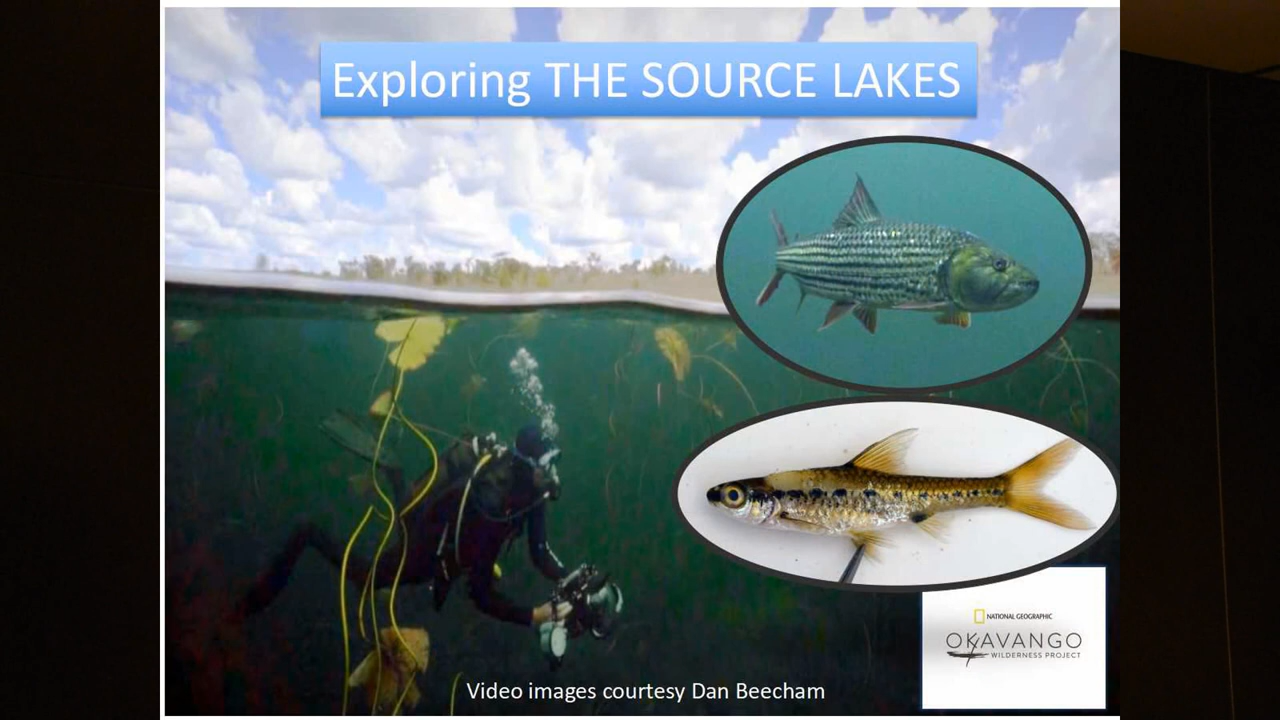 Exploring THE SOURCE LAKES
NATIONAL GEOGRAPHIC
OKAVANGO
WILDERNESS PROJECT
Video images courtesy Dan Beecham